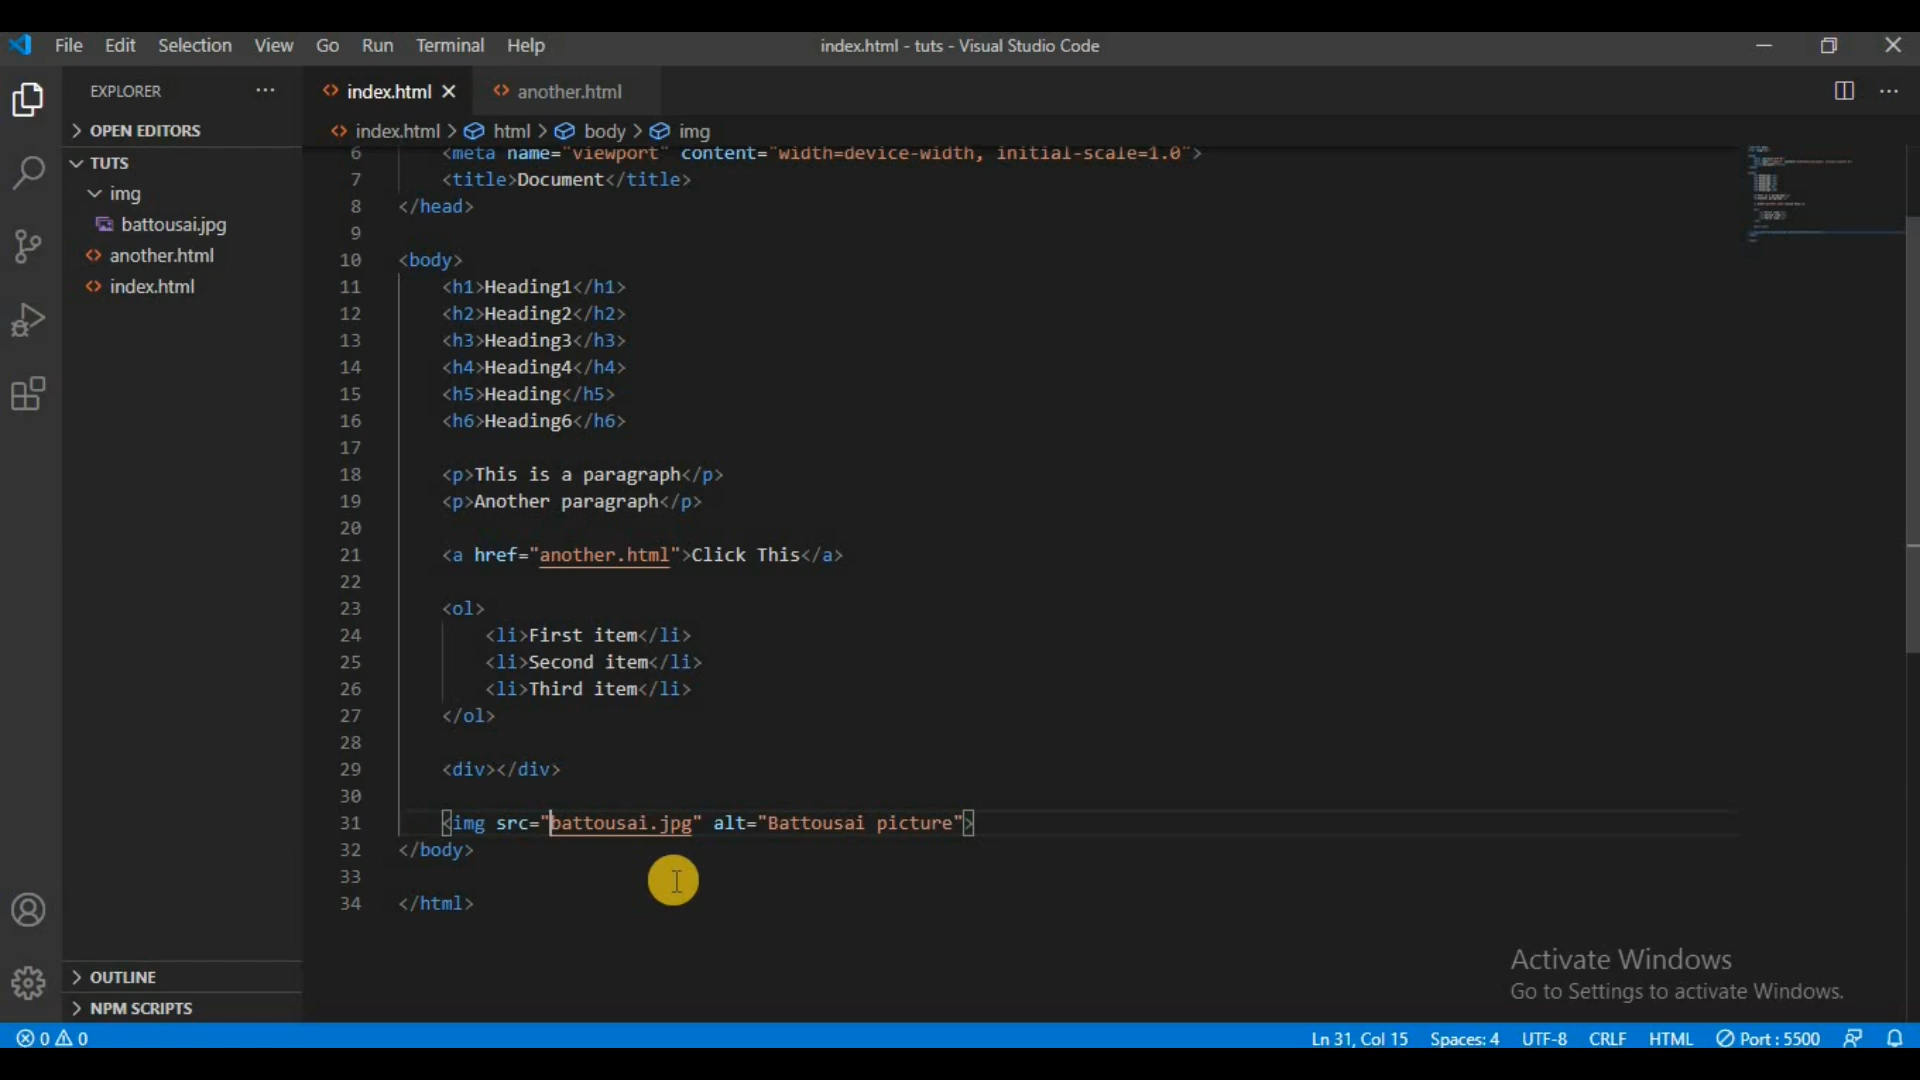 File Edit Selection View Go Run Terminal Help
index.html - tuts - Visual Studio Code
EXPLORER
OPEN EDITORS
TUTS
img
battousai.jpg
another.html
index.html
OUTLINE
NPM SCRIPTS
index.html another.html
index.html > html > body > img
6 <meta name="viewport" content="width=device-width, initial-scale=1.0">
7 <title>Document</title>
8 </head>
9
10 <body>
11 <h1>Heading1</h1>
12 <h2>Heading2</h2>
13 <h3>Heading3</h3>
14 <h4>Heading4</h4>
15 <h5>Heading</h5>
16 <h6>Heading6</h6>
17
18 <p>This is a paragraph</p>
19 <p>Another paragraph</p>
20
21 <a href="another.html">Click This</a>
22
23 <ol>
24 <li>First item</li>
25 <li>Second item</li>
26 <li>Third item</li>
27 </ol>
28
29 <div></div>
30
31 <img src="battousai.jpg" alt="Battousai picture">
32 </body>
33
34 </html>
Activate Windows
Go to Settings to activate Windows.
0 0
Ln 31, Col 15 Spaces: 4 UTF-8 CRLF HTML Port : 5500